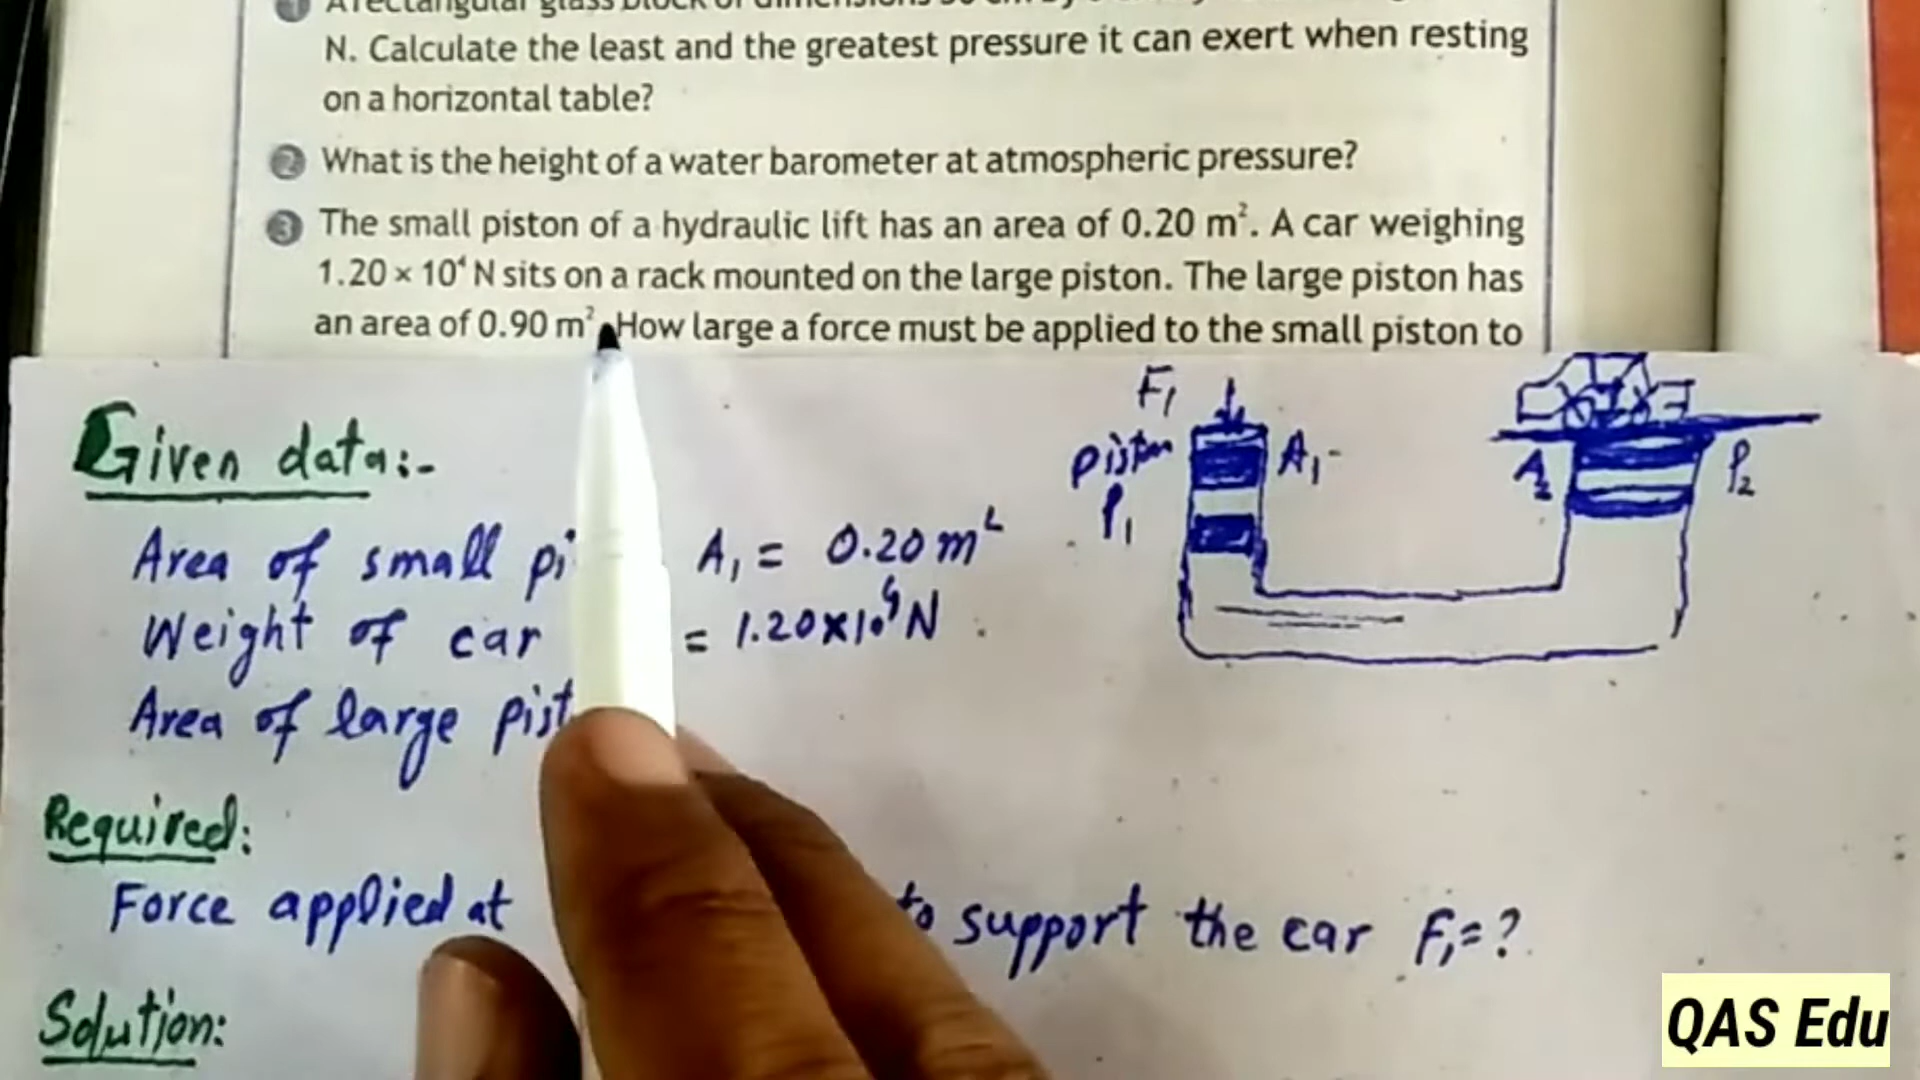 N. Calculate the least and the greatest pressure it can exert when resting
on a horizontal table?
2 What is the height of a water barometer at atmospheric pressure?
3 The small piston of a hydraulic lift has an area of 0.20 m². A car weighing
1.20 × 10⁴ N sits on a rack mounted on the large piston. The large piston has
an area of 0.90 m² How large a force must be applied to the small piston to
F₁
Given data:-
piston A₁
A₂ P₂
P₁
Area of small pi A₁ = 0.20 m²
Weight of car = 1.20×10⁴ N
Area of large pist
Required:
Force applied at to support the car F₁=?
Solution:
QAS Edu